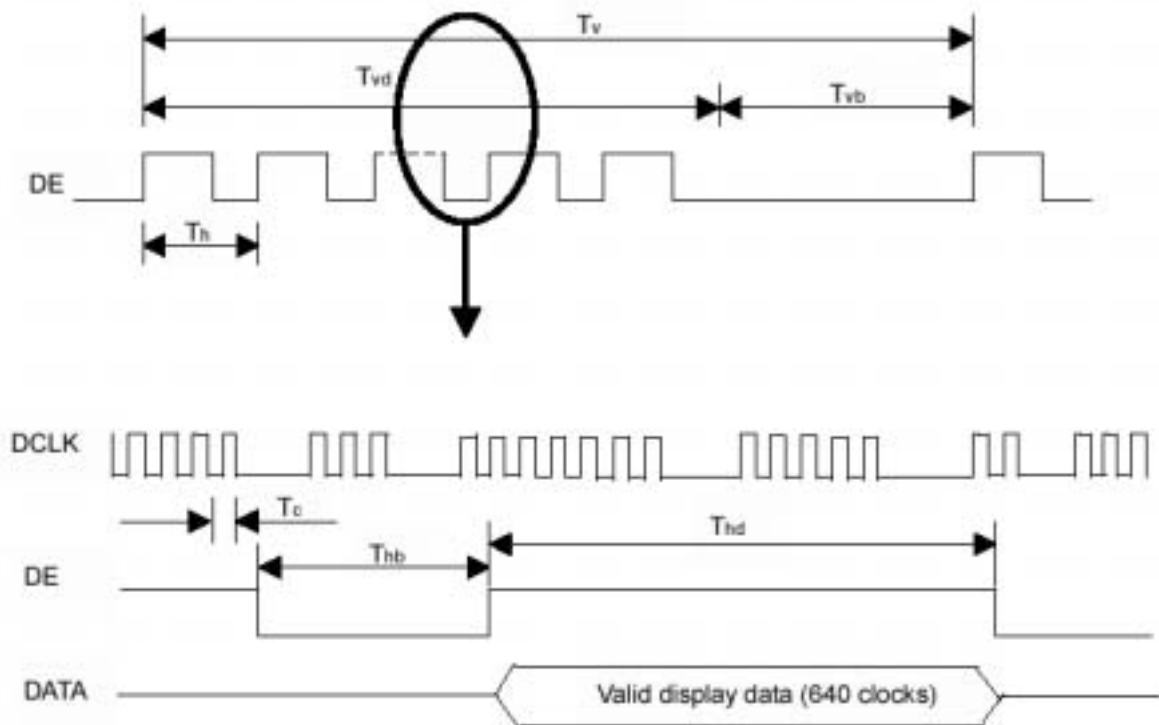 Tv
Tvd
Tvb
DE
Th
DCLK
Tc
Thd
Thb
DE
DATA
Valid display data (640 clocks)